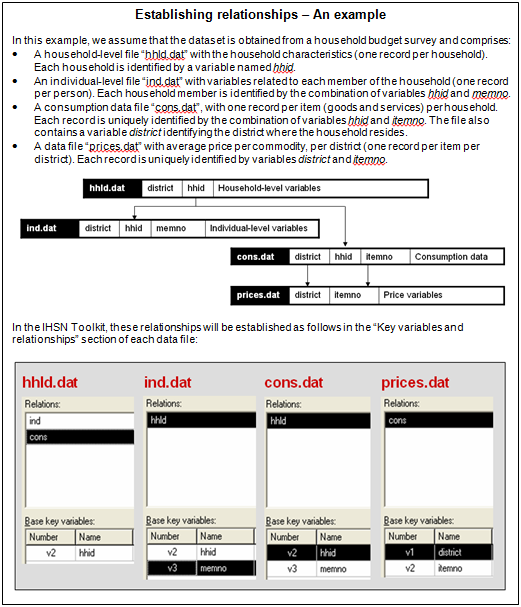 Establishing relationships – An example
In this example, we assume that the dataset is obtained from a household budget survey and comprises:
• A household-level file “hhld.dat” with the household characteristics (one record per household).
Each household is identified by a variable named hhid.
• An individual-level file “ind.dat” with variables related to each member of the household (one record
per person). Each household member is identified by the combination of variables hhid and memno.
• A consumption data file “cons.dat”, with one record per item (goods and services) per household.
Each record is uniquely identified by the combination of variables hhid and itemno. The file also
contains a variable district identifying the district where the household resides.
• A data file “prices.dat” with average price per commodity, per district (one record per item per
district). Each record is uniquely identified by variables district and itemno.
hhld.dat district hhid Household-level variables
ind.dat district hhid memno Individual-level variables
cons.dat district hhid itemno Consumption data
prices.dat district itemno Price variables
In the IHSN Toolkit, these relationships will be established as follows in the “Key variables and
relationships” section of each data file:
hhld.dat
Relations:
ind
cons
Base key variables:
Number Name
v2 hhid
ind.dat
Relations:
hhld
Base key variables:
Number Name
v2 hhid
v3 memno
cons.dat
Relations:
hhld
Base key variables:
Number Name
v2 hhid
v3 memno
prices.dat
Relations:
cons
Base key variables:
Number Name
v1 district
v2 itemno